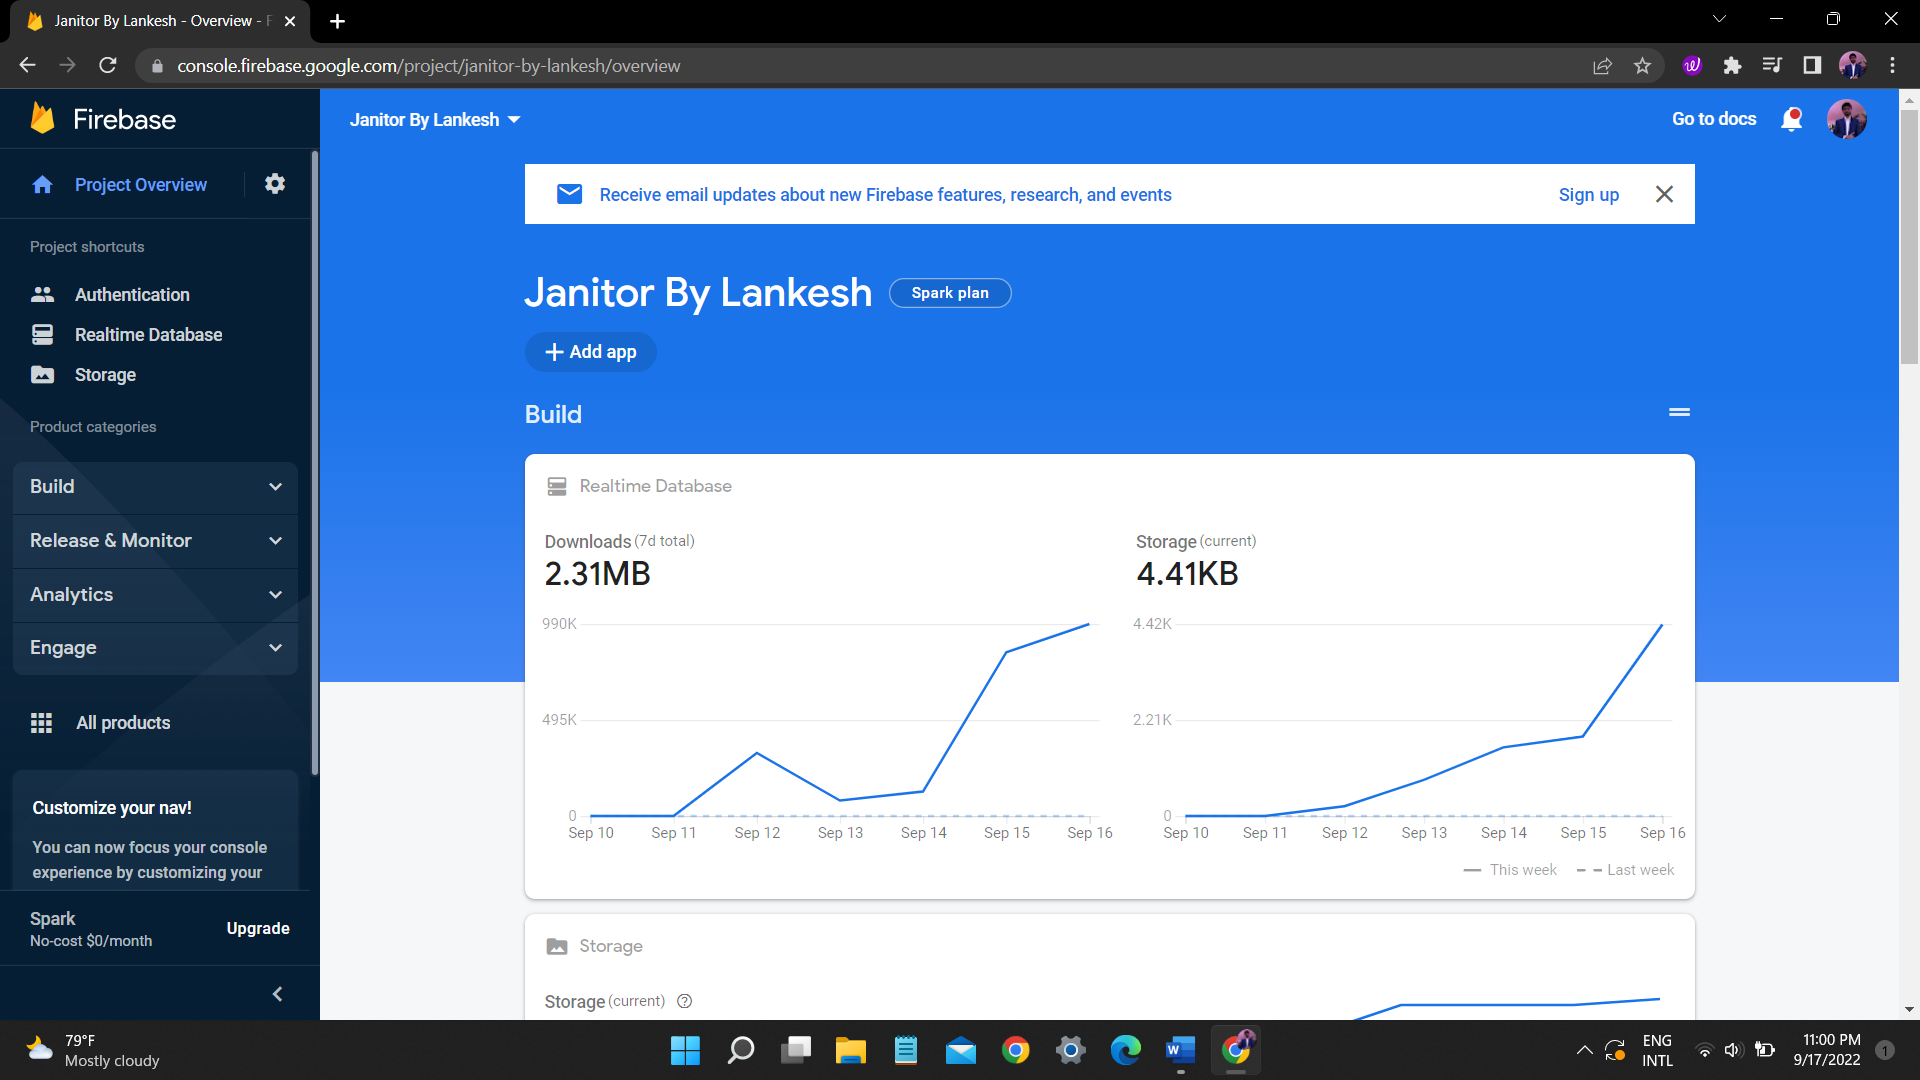 Janitor By Lankesh - Overview - F
console.firebase.google.com/project/janitor-by-lankesh/overview
Firebase
Project Overview
Project shortcuts
Authentication
Realtime Database
Storage
Product categories
Build
Release & Monitor
Analytics
Engage
All products
Customize your nav!
You can now focus your console
experience by customizing your
Spark
No-cost $0/month
Upgrade
Janitor By Lankesh
Go to docs
Receive email updates about new Firebase features, research, and events
Sign up
Janitor By Lankesh
Spark plan
+ Add app
Build
Realtime Database
Downloads (7d total)
2.31MB
990K
495K
0
Sep 10 Sep 11 Sep 12 Sep 13 Sep 14 Sep 15 Sep 16
Storage (current)
4.41KB
4.42K
2.21K
0
Sep 10 Sep 11 Sep 12 Sep 13 Sep 14 Sep 15 Sep 16
This week Last week
Storage
Storage (current) ?
79°F
Mostly cloudy
W
ENG
INTL
11:00 PM
9/17/2022
1